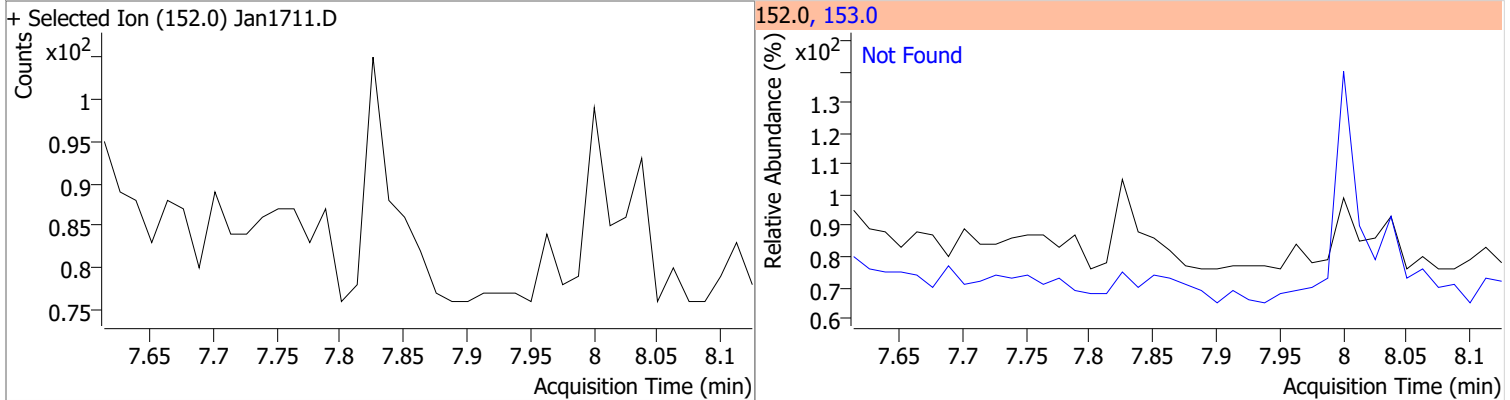 + Selected Ion (152.0) Jan1711.D
Counts
x10²
1
0.95
0.9
0.85
0.8
0.75
7.65 7.7 7.75 7.8 7.85 7.9 7.95 8 8.05 8.1
Acquisition Time (min)
152.0, 153.0
Relative Abundance (%)
x10²
Not Found
1.3
1.2
1.1
1
0.9
0.8
0.7
0.6
7.65 7.7 7.75 7.8 7.85 7.9 7.95 8 8.05 8.1
Acquisition Time (min)